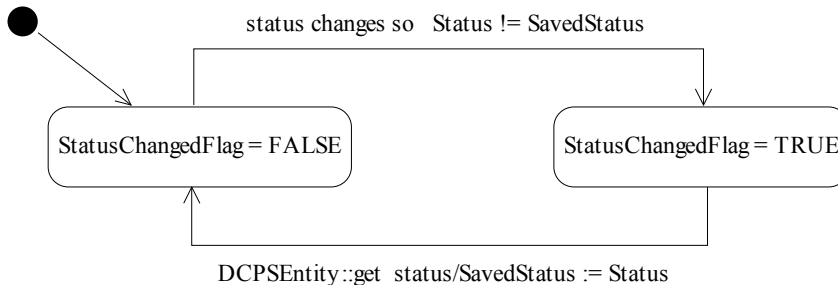 status changes so Status != SavedStatus
StatusChangedFlag = FALSE
StatusChangedFlag = TRUE
DCPSEntity::get status/SavedStatus := Status